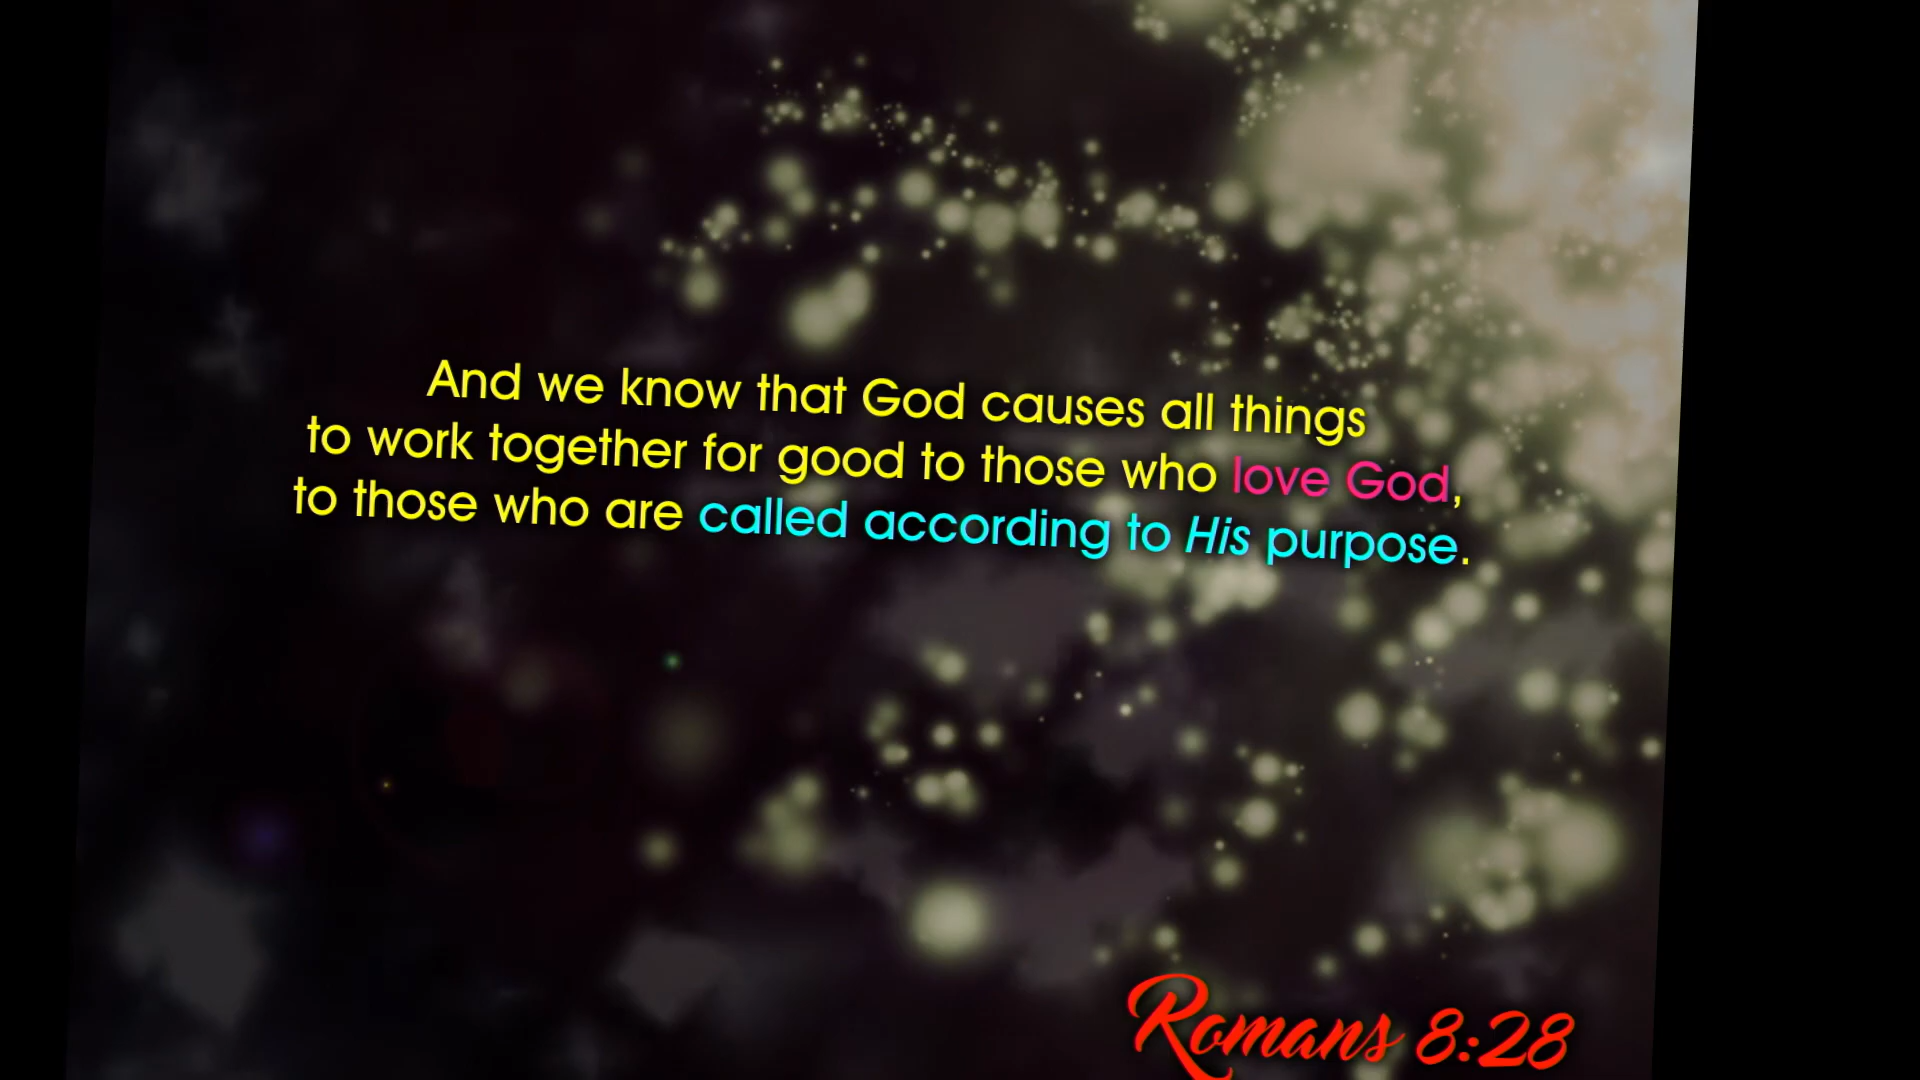 And we know that God causes all things
to work together for good to those who love God,
to those who are called according to His purpose.
Romans 8:28